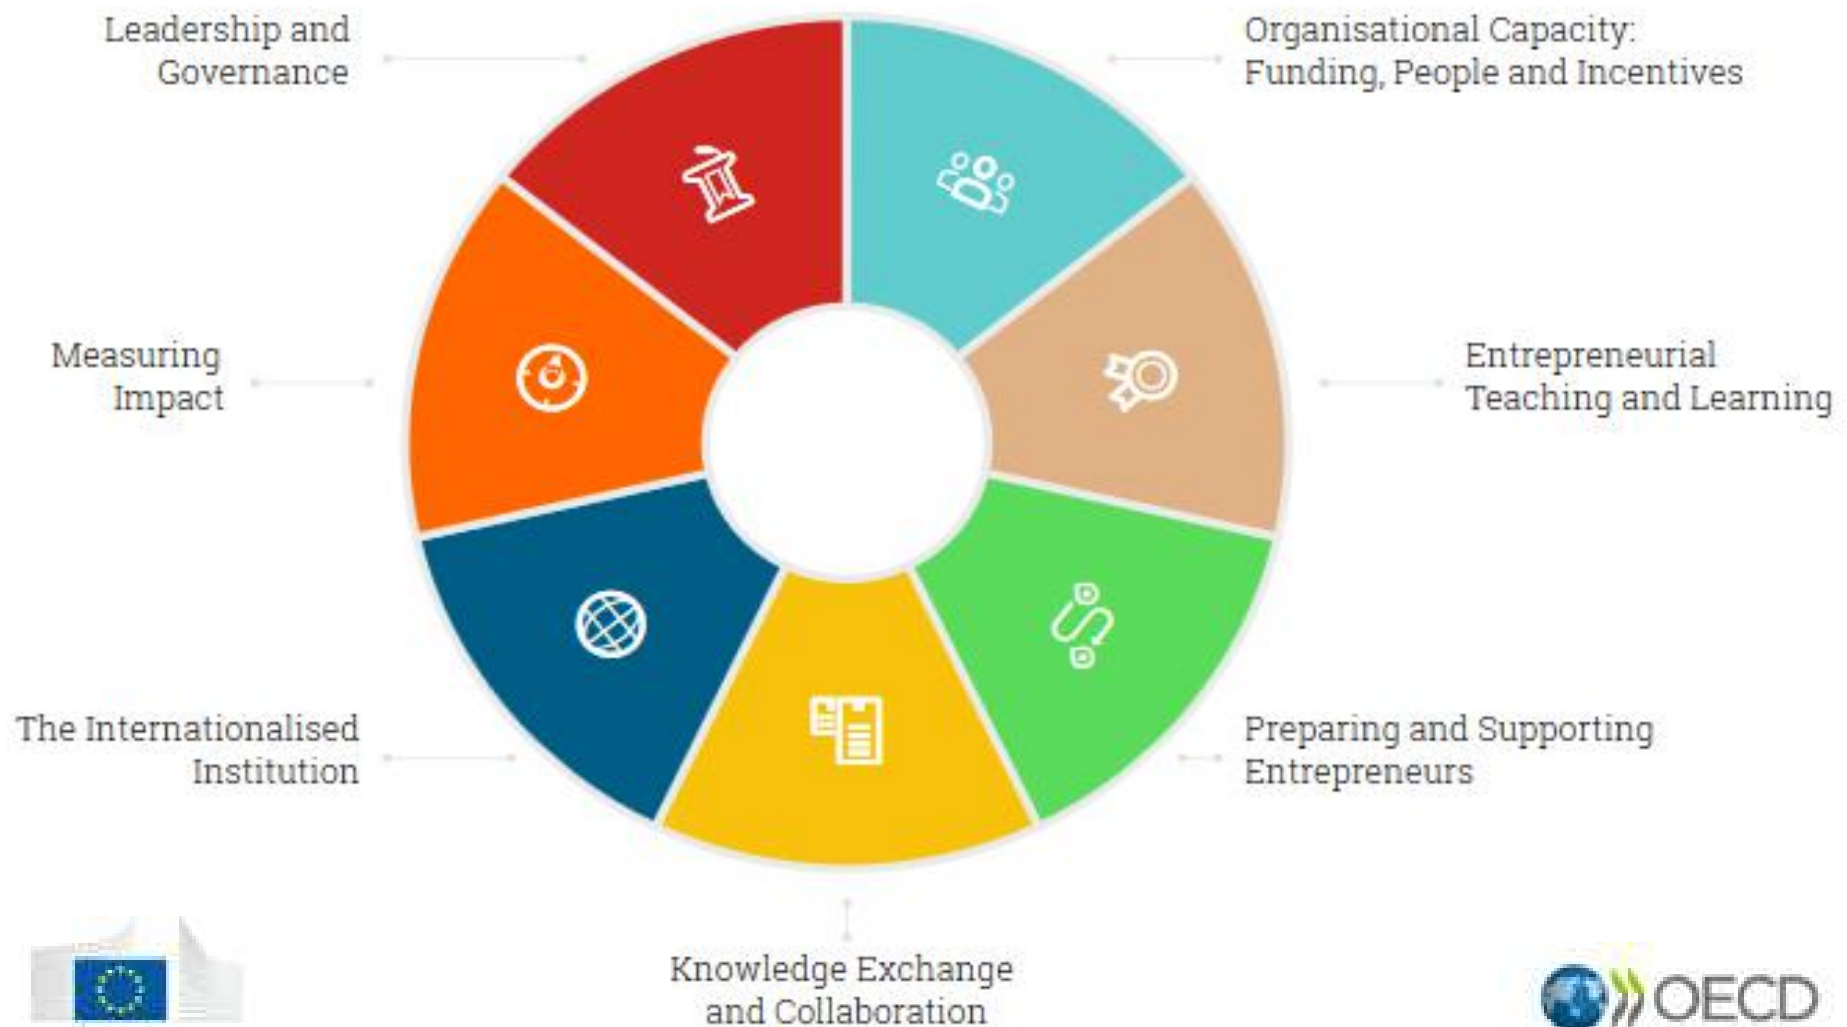 Leadership and
Governance
Organisational Capacity:
Funding, People and Incentives
Measuring
Impact
Entrepreneurial
Teaching and Learning
The Internationalised
Institution
Preparing and Supporting
Entrepreneurs
Knowledge Exchange
and Collaboration
OECD